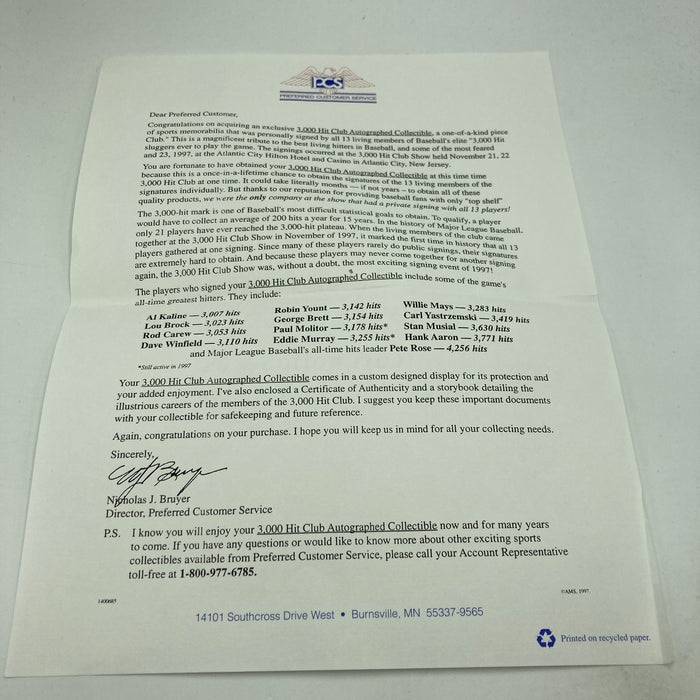 PCS
PREFERRED CUSTOMER SERVICE
Dear Preferred Customer,
Congratulations on acquiring an exclusive 3,000 Hit Club Autographed Collectible, a one-of-a-kind piece
of sports memorabilia that was personally signed by all 13 living members of Baseball's elite "3,000 Hit
Club." This is a magnificent tribute to the best living hitters in Baseball, and some of the most feared
sluggers ever to play the game. The signings occurred at the 3,000 Hit Club Show held November 21, 22
and 23, 1997, at the Atlantic City Hilton Hotel and Casino in Atlantic City, New Jersey.
You are fortunate to have obtained your 3,000 Hit Club Autographed Collectible at this time time
because this is a once-in-a-lifetime chance to obtain the signatures of the 13 living members of the
3,000 Hit Club at one time. It could take literally months — if not years – to obtain all of these
signatures individually. But thanks to our reputation for providing baseball fans with only "top shelf"
quality products, we were the only company at the show that had a private signing with all 13 players!
The 3,000-hit mark is one of Baseball's most difficult statistical goals to obtain. To qualify, a player
would have to collect an average of 200 hits a year for 15 years. In the history of Major League Baseball,
only 21 players have ever reached the 3,000-hit plateau. When the living members of the club came
together at the 3,000 Hit Club Show in November of 1997, it marked the first time in history that all 13
players gathered at one signing. Since many of these players rarely do public signings, their signatures
are extremely hard to obtain. And because these players may never come together for another signing
again, the 3,000 Hit Club Show was, without a doubt, the most exciting signing event of 1997!
The players who signed your 3,000 Hit Club Autographed Collectible include some of the game's
all-time greatest hitters. They include:
Al Kaline — 3,007 hits Robin Yount — 3,142 hits Willie Mays — 3,283 hits
Lou Brock — 3,023 hits George Brett — 3,154 hits Carl Yastrzemski — 3,419 hits
Rod Carew — 3,053 hits Paul Molitor — 3,178 hits* Stan Musial — 3,630 hits
Dave Winfield — 3,110 hits Eddie Murray — 3,255 hits* Hank Aaron — 3,771 hits
and Major League Baseball's all-time hits leader Pete Rose — 4,256 hits
*Still active in 1997
Your 3,000 Hit Club Autographed Collectible comes in a custom designed display for its protection and
your added enjoyment. I've also enclosed a Certificate of Authenticity and a storybook detailing the
illustrious careers of the members of the 3,000 Hit Club. I suggest you keep these important documents
with your collectible for safekeeping and future reference.
Again, congratulations on your purchase. I hope you will keep us in mind for all your collecting needs.
Sincerely,
Nicholas J. Bruyer
Director, Preferred Customer Service
P.S. I know you will enjoy your 3,000 Hit Club Autographed Collectible now and for many years
to come. If you have any questions or would like to know more about other exciting sports
collectibles available from Preferred Customer Service, please call your Account Representative
toll-free at 1-800-977-6785.
©AMS, 1997
14101 Southcross Drive West • Burnsville, MN 55337-9565
Printed on recycled paper.